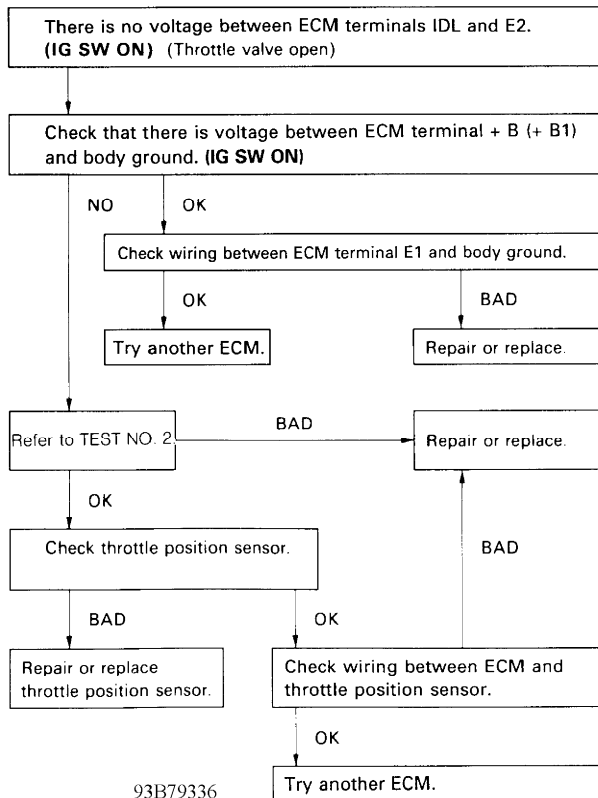 There is no voltage between ECM terminals IDL and E2.
(IG SW ON) (Throttle valve open)
Check that there is voltage between ECM terminal + B (+ B1)
and body ground. (IG SW ON)
NO
OK
Check wiring between ECM terminal E1 and body ground.
OK
BAD
Try another ECM.
Repair or replace.
Refer to TEST NO. 2.
BAD
Repair or replace.
OK
Check throttle position sensor.
BAD
BAD
OK
Repair or replace
throttle position sensor.
Check wiring between ECM and
throttle position sensor.
OK
Try another ECM.
93B79336